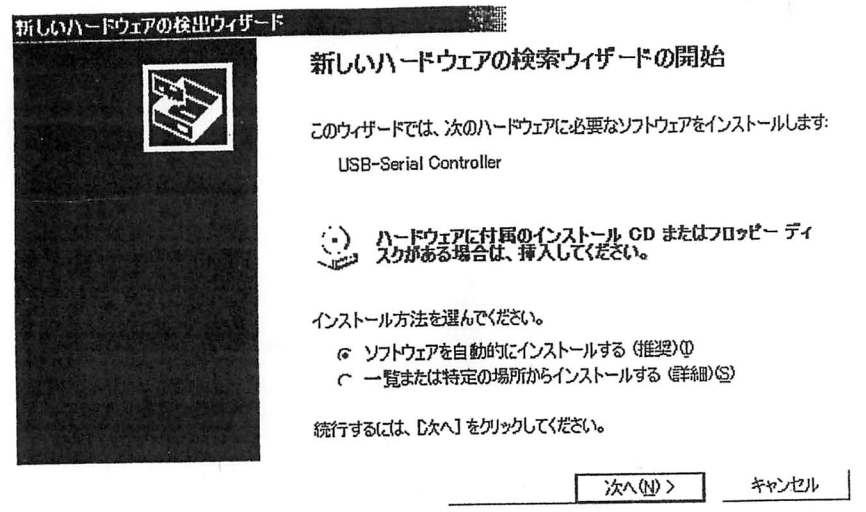 新しいハードウェアの検出ウィザード
新しいハードウェアの検索ウィザードの開始
このウィザードでは、次のハードウェアに必要なソフトウェアをインストールします:
USB-Serial Controller
ハードウェアに付属のインストール CD またはフロッピー ディ
スクがある場合は、挿入してください。
インストール方法を選んでください。
ソフトウェアを自動的にインストールする (推奨)(I)
一覧または特定の場所からインストールする (詳細)(S)
続行するには、[次へ] をクリックしてください。
次へ(N) >
キャンセル